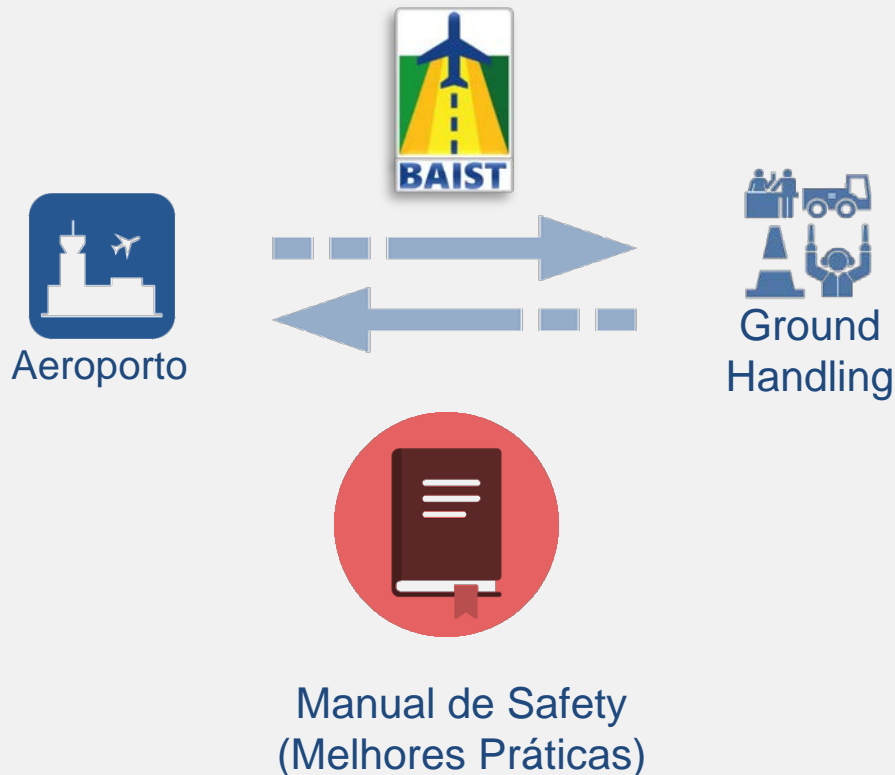 BAIST
Aeroporto
Ground
Handling
Manual de Safety
(Melhores Práticas)